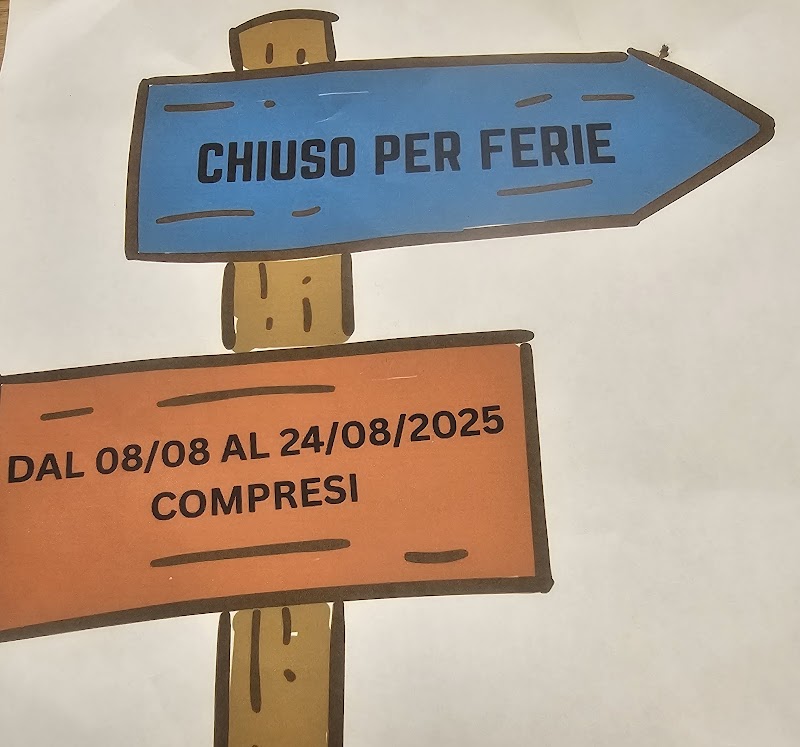 CHIUSO PER FERIE
DAL 08/08 AL 24/08/2025
COMPRESI